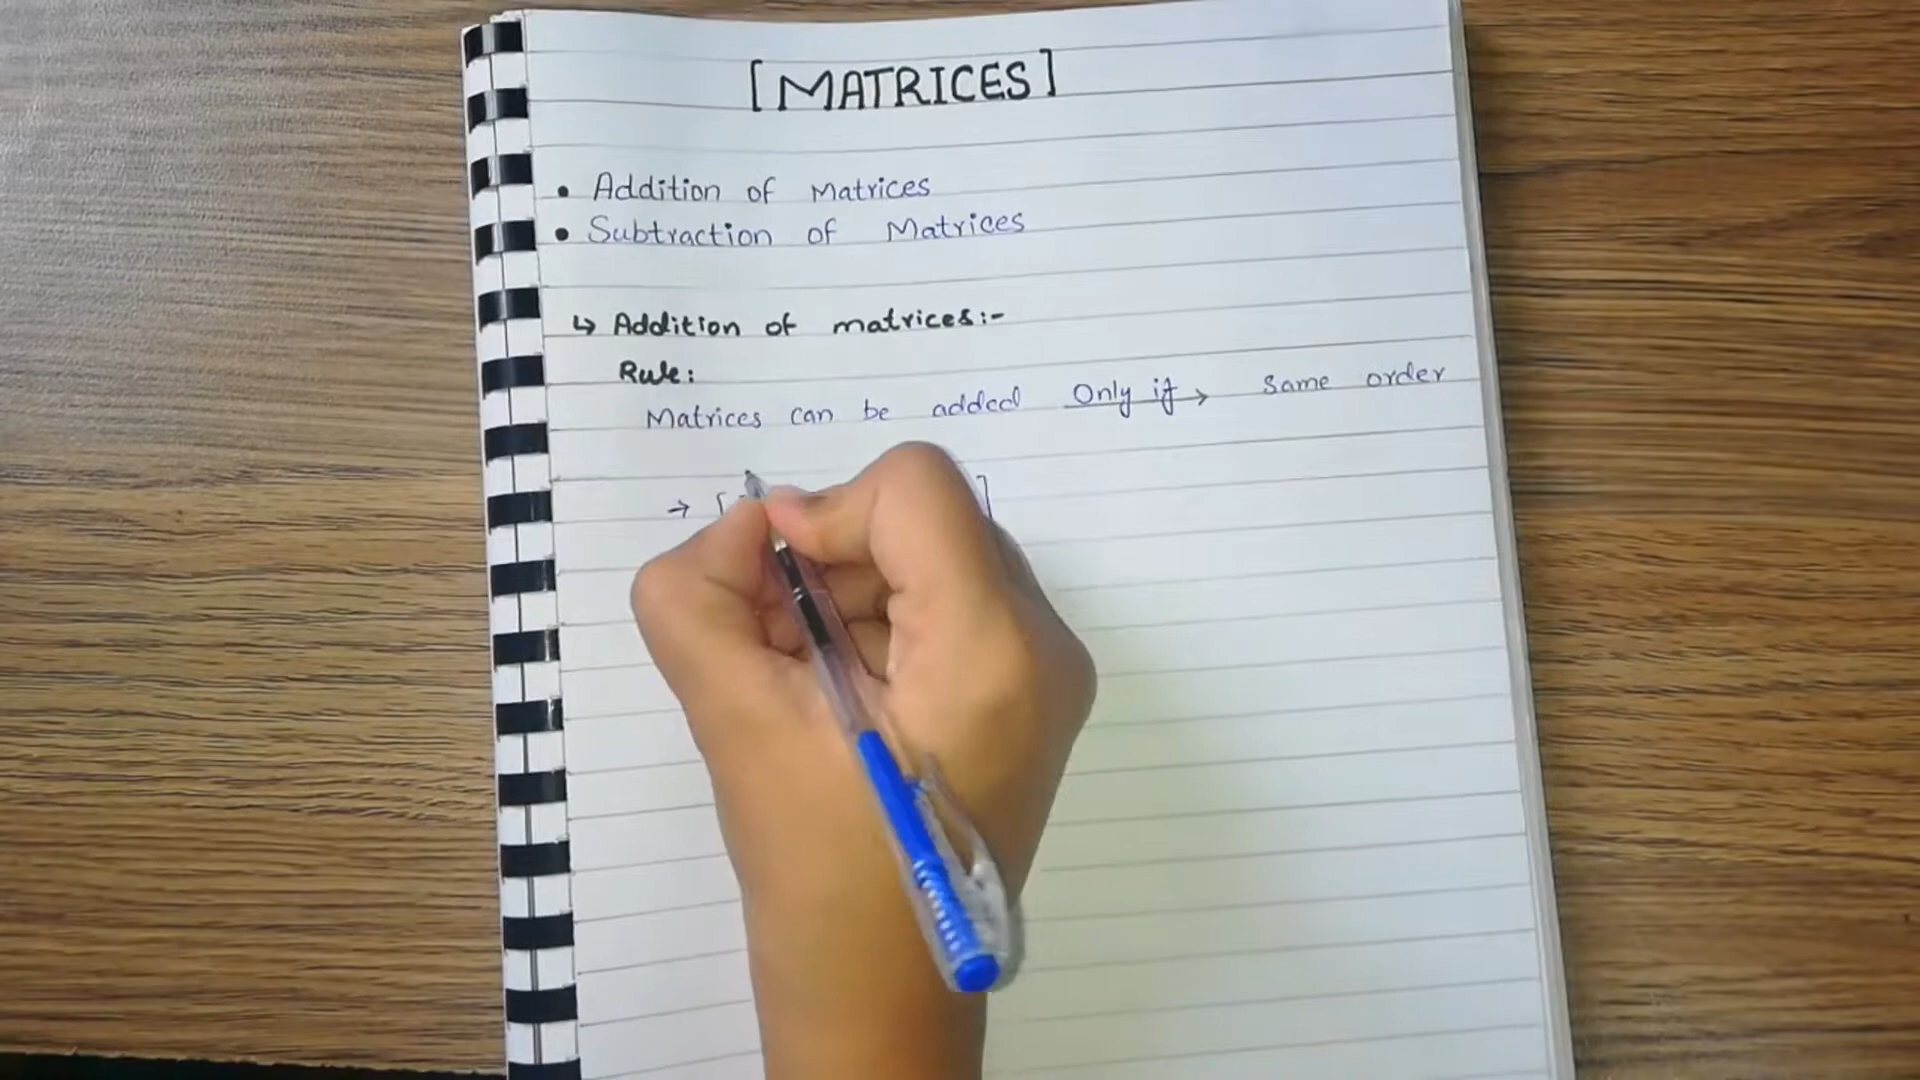 [MATRICES]
• Addition of Matrices
• Subtraction of Matrices
↳ Addition of matrices:-
Rule:
Matrices can be added Only if → Same order
→ [ ]